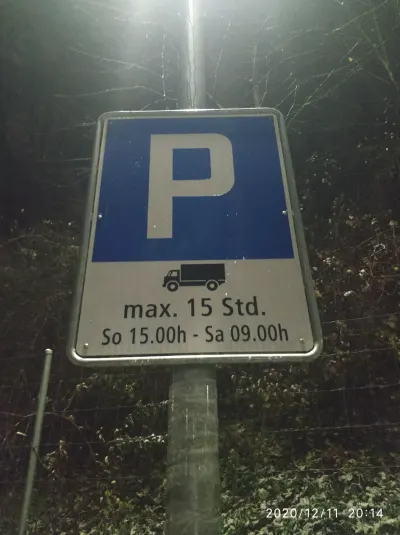 P
max. 15 Std.
So 15.00h - Sa 09.00h
2020/12/11 20:14